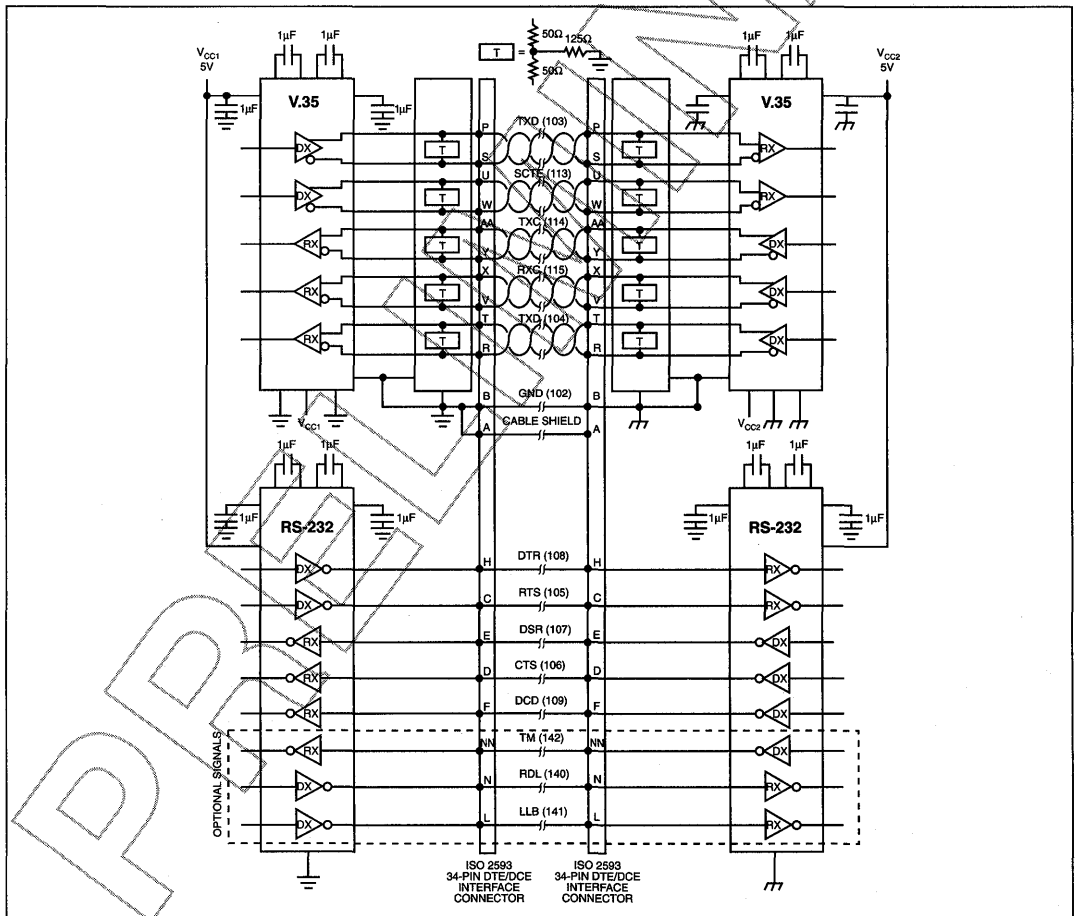 1μF 1μF
50Ω
125Ω
T =
50Ω
1μF 1μF
VCC1
5V
VCC2
5V
V.35
1μF
1μF
V.35
DX
P
TXD (103)
P
RX
T
T
S
S
DX
U
SCTE (113)
U
RX
T
T
W
W
RX
AA
TXC (114)
AA
DX
T
T
Y
Y
RX
X
RXC (115)
X
DX
T
T
V
V
RX
T
TXD (104)
T
DX
T
T
R
R
B
GND (102)
B
VCC1
A
CABLE SHIELD
A
VCC2
1μF 1μF
1μF 1μF
1μF
RS-232
1μF
1μF
RS-232
1μF
DX
H
DTR (108)
H
RX
DX
C
RTS (105)
C
RX
RX
E
DSR (107)
E
DX
RX
D
CTS (106)
D
DX
RX
F
DCD (109)
F
DX
OPTIONAL SIGNALS
RX
NN
TM (142)
NN
DX
DX
N
RDL (140)
N
RX
DX
L
LLB (141)
L
RX
ISO 2593
34-PIN DTE/DCE
INTERFACE
CONNECTOR
ISO 2593
34-PIN DTE/DCE
INTERFACE
CONNECTOR